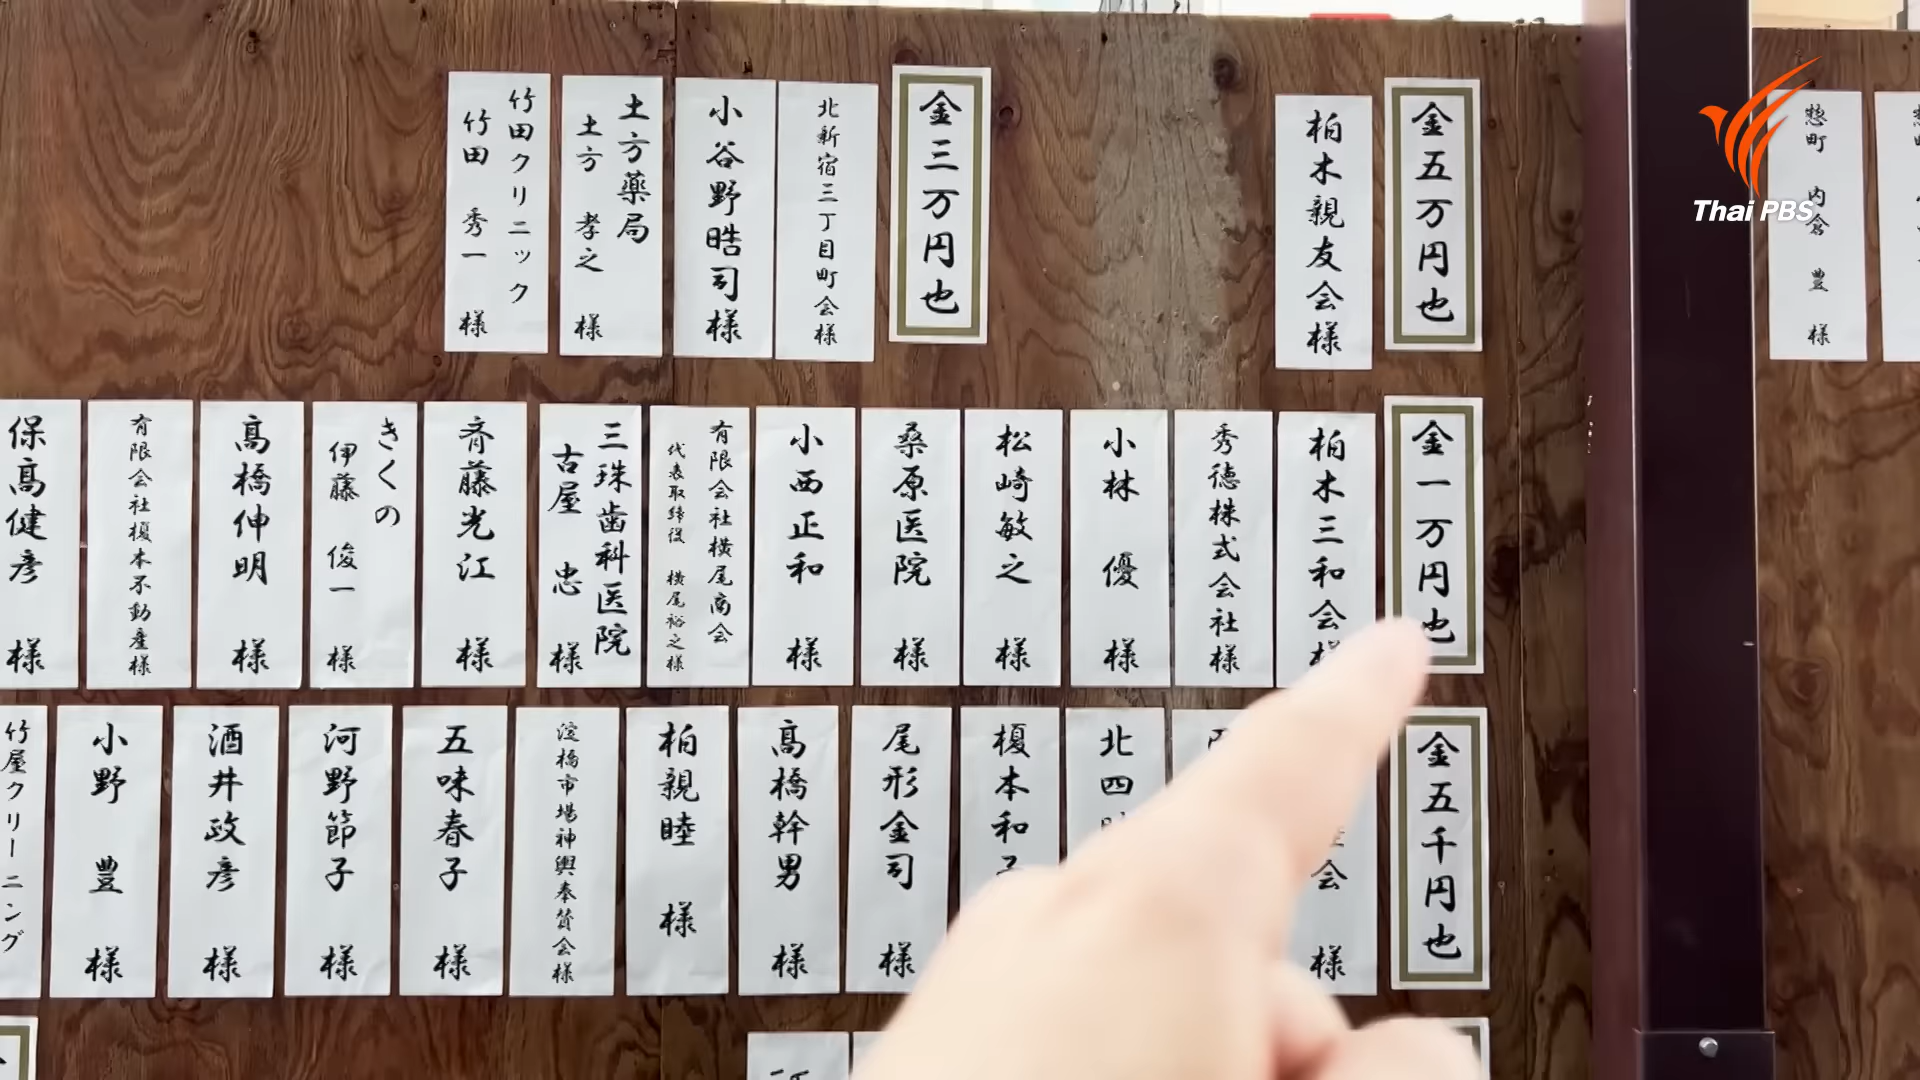 Thai PBS
金五万円也
柏木親友会様
金三万円也
北新宿三丁目町会様
小谷野晧司様
土方薬局
土方 孝之 様
竹田クリニック
竹田 秀一 様
金一万円也
柏木三和会様
秀徳株式会社様
小林 優 様
松崎敏之 様
桑原医院 様
小西正和 様
有限会社横尾商会
代表取締役 横尾裕之様
三珠歯科医院
古屋 忠 様
斉藤光江 様
きくの
伊藤 俊一 様
髙橋伸明 様
有限会社榎本不動産様
保髙健彦 様
金五千円也
会 様
北四
榎本和子
尾形金司 様
髙橋幹男 様
柏親睦 様
淀橋市場神輿奉賛会様
五味春子 様
河野節子 様
酒井政彦 様
小野 豊 様
竹屋クリーニング
惣町 内倉 豊 様